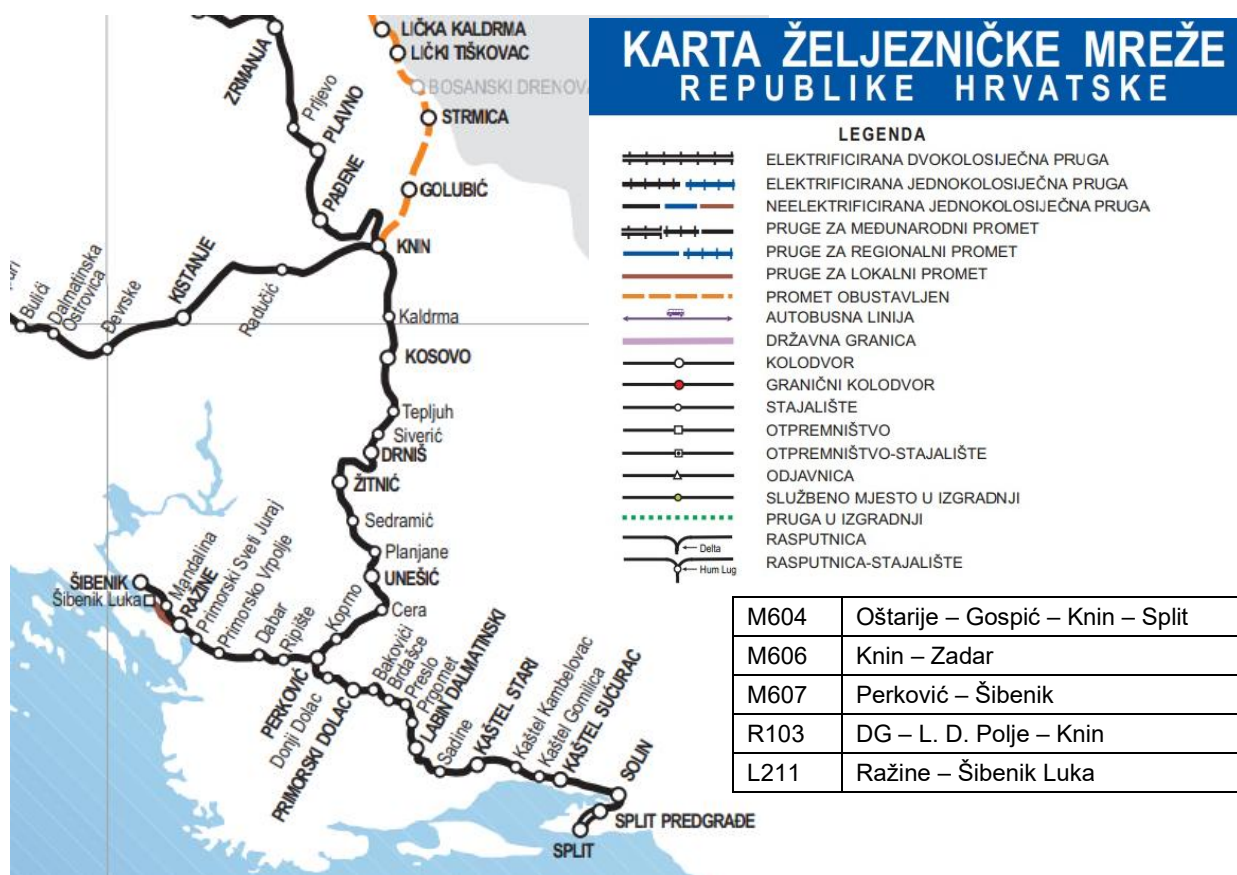 LIČKA KALDRMA
LIČKI TIŠKOVAC
BOSANSKI DRENOVA
STRMICA
GOLUBIĆ
ZRMANJA
Prljevo
PLAVNO
PAĐENE
KNIN
Bulići
Dalmatinska
Ostrovica
Đevrske
KISTANJE
Radučić
Kaldrma
KOSOVO
Tepljuh
Siverić
DRNIŠ
ŽITNIĆ
Sedramić
Planjane
UNEŠIĆ
Cera
Koprno
ŠIBENIK
Šibenik Luka
Mandalina
RAŽINE
Primorski Sveti Juraj
Primorsko Vrpolje
Dabar
Ripište
PERKOVIĆ
Donji Dolac
PRIMORSKI DOLAC
Bakovići
Brdašce
Preslo
Prgomet
LABIN DALMATINSKI
Sadine
KAŠTEL STARI
Kaštel Kambelovac
Kaštel Gomilica
KAŠTEL SUĆURAC
SOLIN
SPLIT PREDGRAĐE
SPLIT
KARTA ŽELJEZNIČKE MREŽE
REPUBLIKE HRVATSKE
LEGENDA
ELEKTRIFICIRANA DVOKOLOSIJEČNA PRUGA
ELEKTRIFICIRANA JEDNOKOLOSIJEČNA PRUGA
NEELEKTRIFICIRANA JEDNOKOLOSIJEČNA PRUGA
PRUGE ZA MEĐUNARODNI PROMET
PRUGE ZA REGIONALNI PROMET
PRUGE ZA LOKALNI PROMET
PROMET OBUSTAVLJEN
AUTOBUSNA LINIJA
DRŽAVNA GRANICA
KOLODVOR
GRANIČNI KOLODVOR
STAJALIŠTE
OTPREMNIŠTVO
OTPREMNIŠTVO-STAJALIŠTE
ODJAVNICA
SLUŽBENO MJESTO U IZGRADNJI
PRUGA U IZGRADNJI
RASPUTNICA
Delta
RASPUTNICA-STAJALIŠTE
Hum Lug
M604 Oštarije – Gospić – Knin – Split
M606 Knin – Zadar
M607 Perković – Šibenik
R103 DG – L. D. Polje – Knin
L211 Ražine – Šibenik Luka